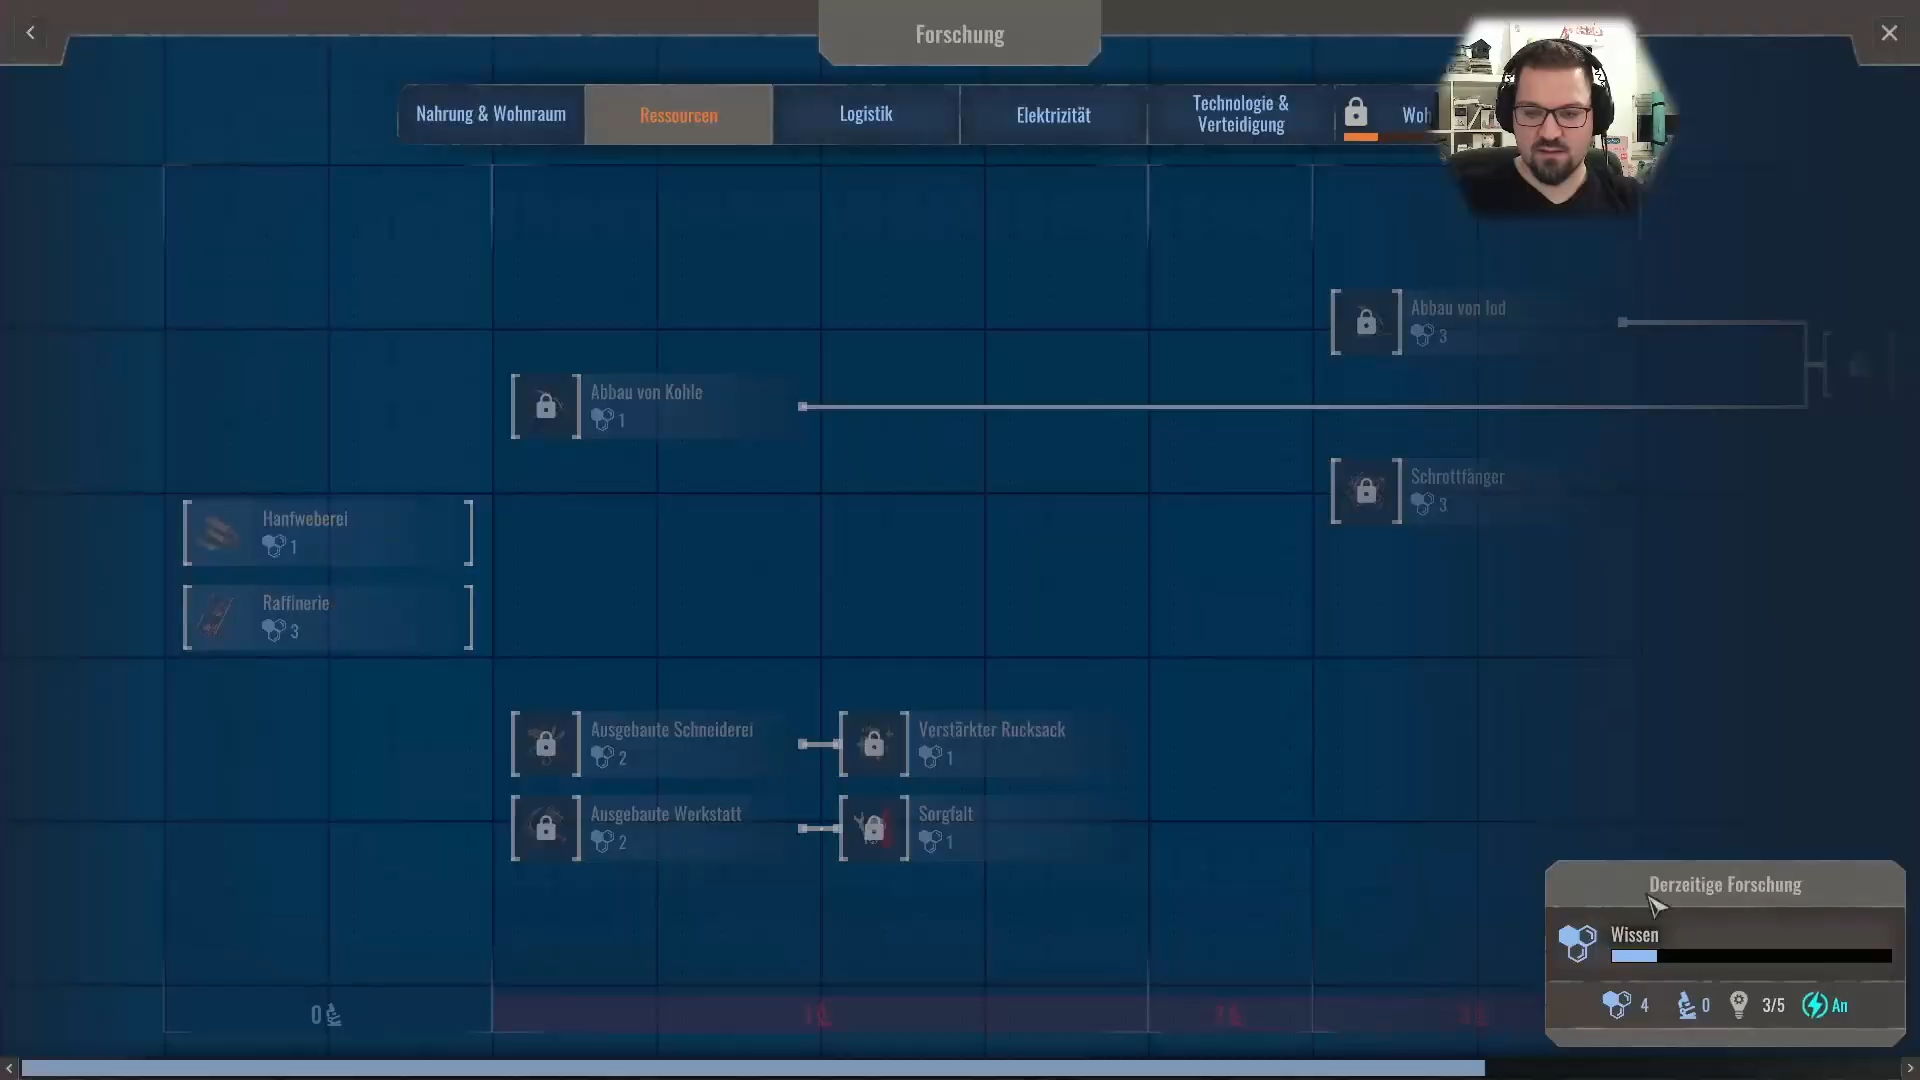 Forschung
Nahrung & Wohnraum
Ressourcen
Logistik
Elektrizität
Technologie &
Verteidigung
Woh
Abbau von Iod
3
Abbau von Kohle
1
Schrottfänger
3
Hanfweberei
1
Raffinerie
3
Ausgebaute Schneiderei
2
Verstärkter Rucksack
1
Ausgebaute Werkstatt
2
Sorgfalt
1
Derzeitige Forschung
Wissen
4
0
3/5
An
0
1